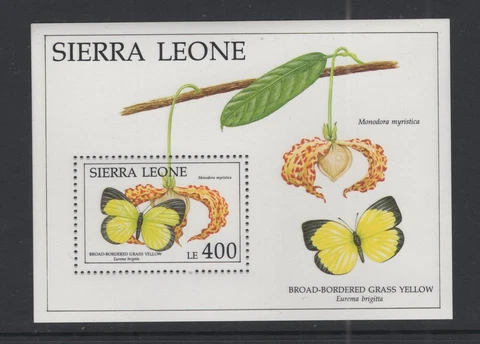 SIERRA LEONE
Monodora myristica
SIERRA LEONE
Monodora myristica
BROAD-BORDERED GRASS YELLOW
Eurema brigitta
LE 400
BROAD-BORDERED GRASS YELLOW
Eurema brigitta